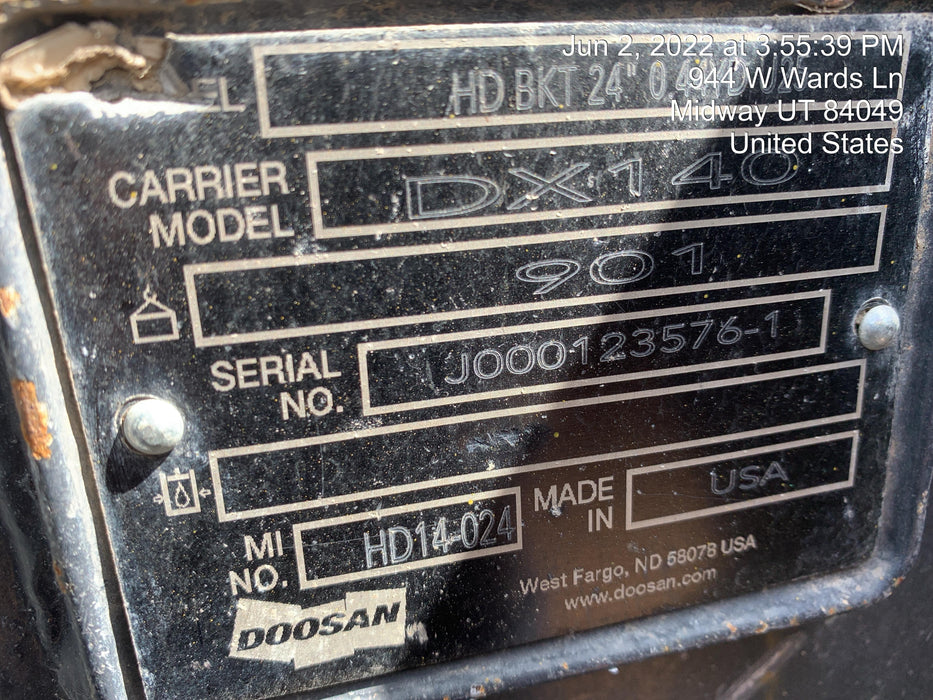 Jun 2, 2022 at 3:55:39 PM
944 W Wards Ln
Midway UT 84049
United States
HD BKT 24"
CARRIER MODEL DX140
901
SERIAL NO. J000123576-1
MI NO. HD14-024
MADE IN USA
West Fargo, ND 58078 USA
www.doosan.com
DOOSAN